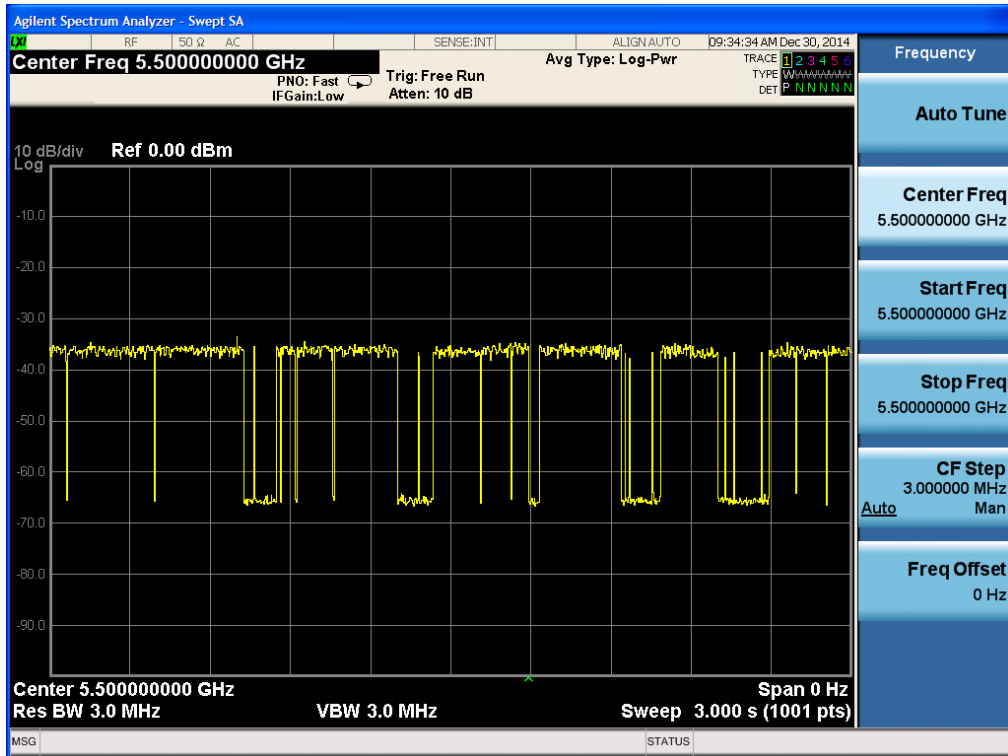 Agilent Spectrum Analyzer - Swept SA
LXI RF 50 Ω AC SENSE:INT ALIGN AUTO 09:34:34 AM Dec 30, 2014
Center Freq 5.500000000 GHz
PNO: Fast
IFGain:Low
Trig: Free Run
Atten: 10 dB
Avg Type: Log-Pwr
TRACE 1 2 3 4 5 6
TYPE
DET P N N N N N
10 dB/div Ref 0.00 dBm
Log
-10.0
-20.0
-30.0
-40.0
-50.0
-60.0
-70.0
-80.0
-90.0
Center 5.500000000 GHz Span 0 Hz
Res BW 3.0 MHz VBW 3.0 MHz Sweep 3.000 s (1001 pts)
MSG STATUS
Frequency
Auto Tune
Center Freq
5.500000000 GHz
Start Freq
5.500000000 GHz
Stop Freq
5.500000000 GHz
CF Step
3.000000 MHz
Auto Man
Freq Offset
0 Hz